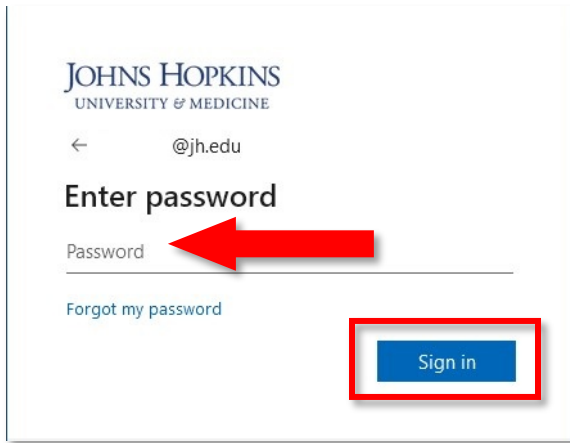 JOHNS HOPKINS
UNIVERSITY & MEDICINE
@jh.edu
Enter password
Password
Forgot my password
Sign in